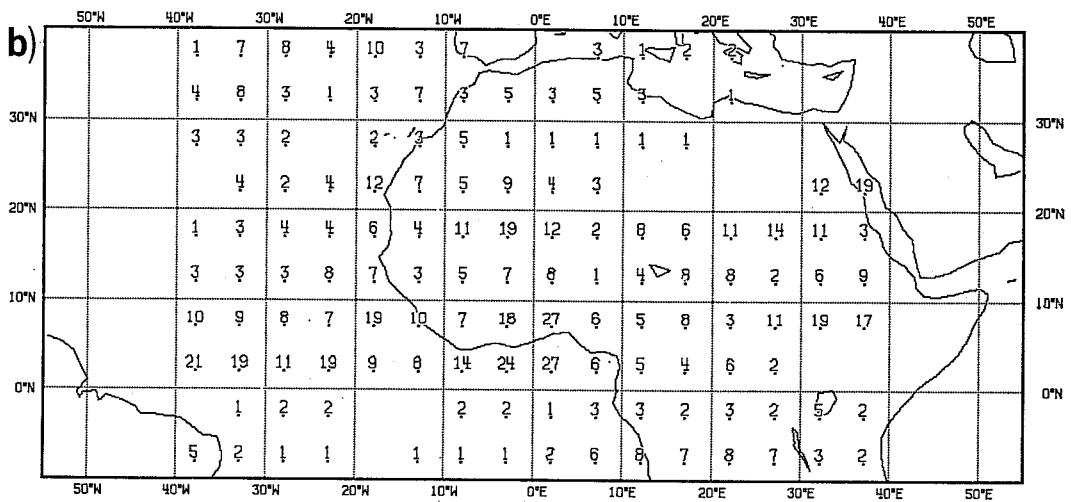 b)
50°W 40°W 30°W 20°W 10°W 0°E 10°E 20°E 30°E 40°E 50°E
1 7 8 4 10 3 7 3 1 2 2
4 8 3 1 3 7 3 5 3 5 3 1
30°N 30°N
3 3 2 2 3 5 1 1 1 1 1 1
4 2 4 12 7 5 9 4 3 12 19
20°N 20°N
1 3 4 4 6 4 11 19 12 2 8 6 11 14 11 3
3 3 3 8 7 3 5 7 8 1 4 8 8 2 6 9
10°N 10°N
10 9 8 7 19 10 7 18 27 6 5 8 3 11 19 17
21 19 11 19 9 8 14 24 27 6 5 4 6 2
0°N 0°N
1 2 2 2 2 1 3 3 2 3 2 5 2
5 2 1 1 1 1 1 2 6 8 7 8 7 3 2
50°W 40°W 30°W 20°W 10°W 0°E 10°E 20°E 30°E 40°E 50°E